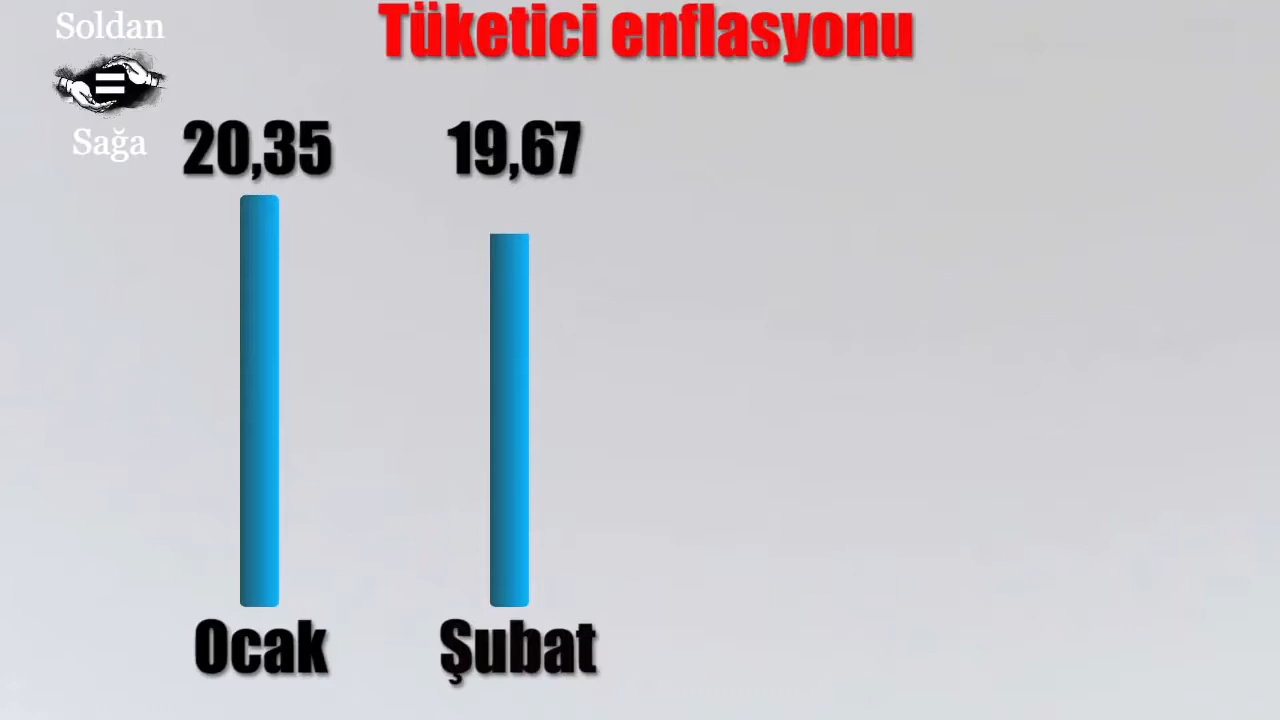 Soldan
Sağa
Tüketici enflasyonu
20,35
19,67
Ocak
Şubat